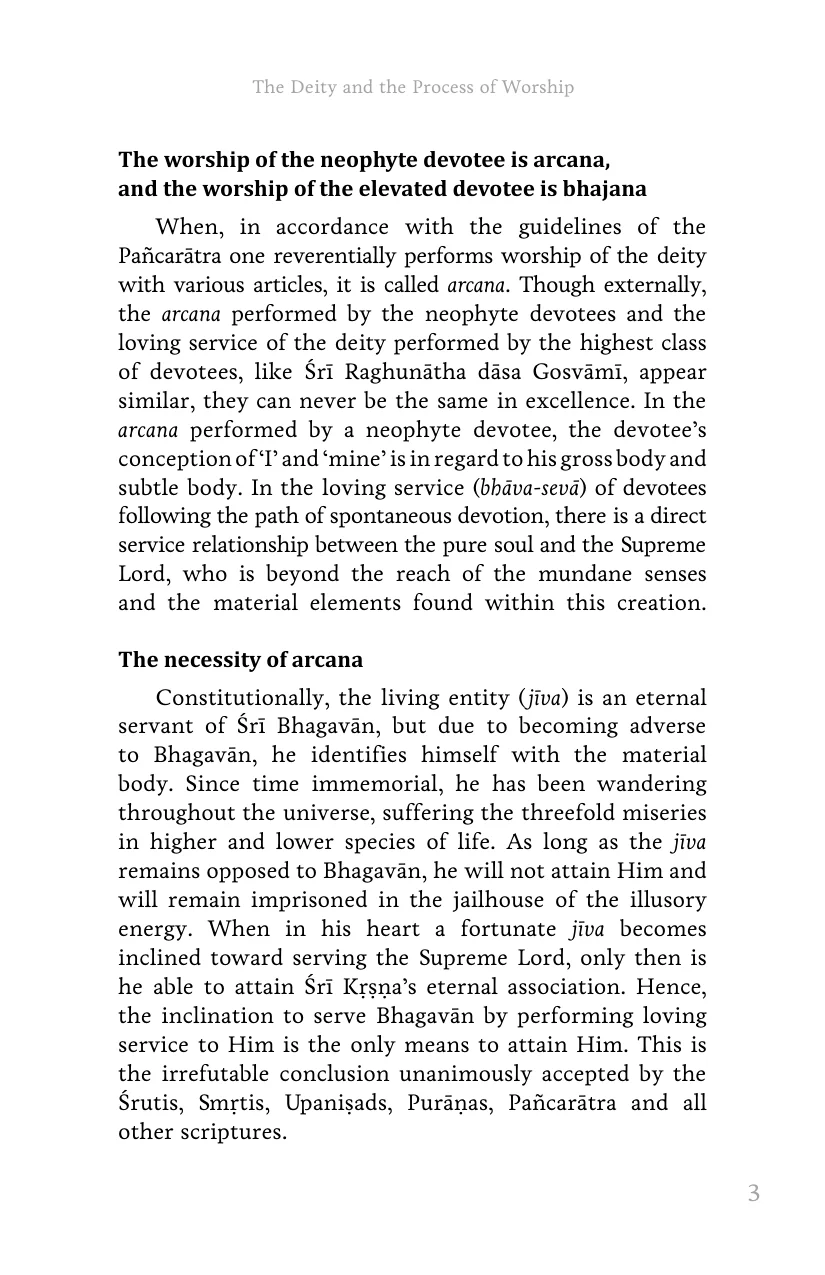 The Deity and the Process of Worship
The worship of the neophyte devotee is arcana,
and the worship of the elevated devotee is bhajana
When, in accordance with the guidelines of the
Pañcarātra one reverentially performs worship of the deity
with various articles, it is called arcana. Though externally,
the arcana performed by the neophyte devotees and the
loving service of the deity performed by the highest class
of devotees, like Śrī Raghunātha dāsa Gosvāmī, appear
similar, they can never be the same in excellence. In the
arcana performed by a neophyte devotee, the devotee’s
conception of ‘I’ and ‘mine’ is in regard to his gross body and
subtle body. In the loving service (bhāva-sevā) of devotees
following the path of spontaneous devotion, there is a direct
service relationship between the pure soul and the Supreme
Lord, who is beyond the reach of the mundane senses
and the material elements found within this creation.
The necessity of arcana
Constitutionally, the living entity (jīva) is an eternal
servant of Śrī Bhagavān, but due to becoming adverse
to Bhagavān, he identifies himself with the material
body. Since time immemorial, he has been wandering
throughout the universe, suffering the threefold miseries
in higher and lower species of life. As long as the jīva
remains opposed to Bhagavān, he will not attain Him and
will remain imprisoned in the jailhouse of the illusory
energy. When in his heart a fortunate jīva becomes
inclined toward serving the Supreme Lord, only then is
he able to attain Śrī Kṛṣṇa’s eternal association. Hence,
the inclination to serve Bhagavān by performing loving
service to Him is the only means to attain Him. This is
the irrefutable conclusion unanimously accepted by the
Śrutis, Smṛtis, Upaniṣads, Purāṇas, Pañcarātra and all
other scriptures.
3